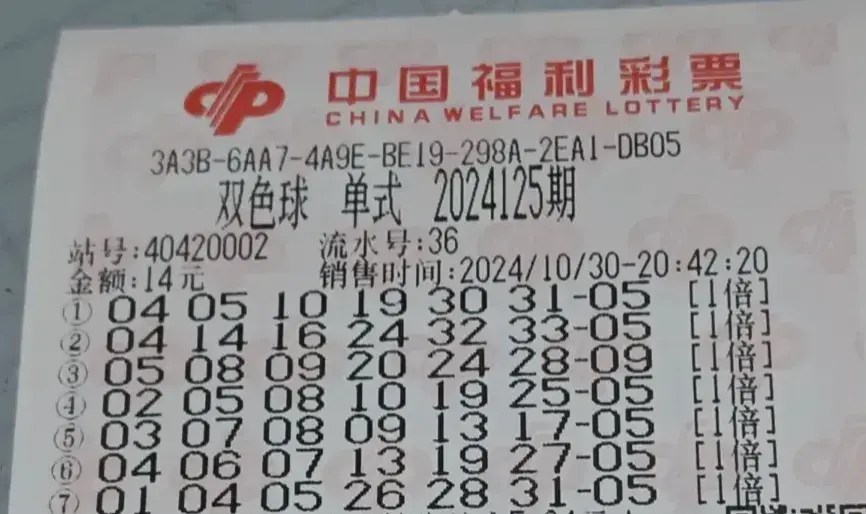 中国福利彩票
CHINA WELFARE LOTTERY
3A3B-6AA7-4A9E-BE19-298A-2EA1-DB05
双色球 单式 2024125期
站号:40420002 流水号:36
金额:14元 销售时间:2024/10/30-20:42:20
① 04 05 10 19 30 31-05 [1倍]
② 04 14 16 24 32 33-05 [1倍]
③ 05 08 09 20 24 28-09 [1倍]
④ 02 05 08 10 19 25-05 [1倍]
⑤ 03 07 08 09 13 17-05 [1倍]
⑥ 04 06 07 13 19 27-05 [1倍]
⑦ 01 04 05 26 28 31-05 [1倍]